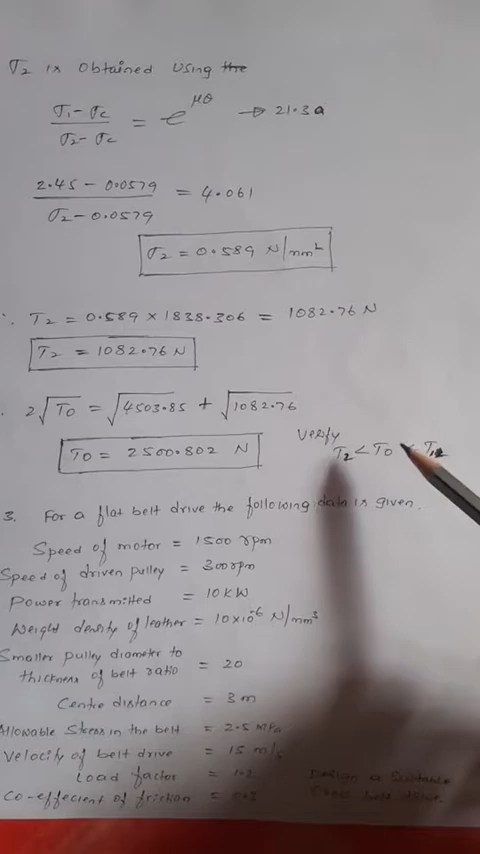 σ2 is obtained using the
(σ1 - σc) / (σ2 - σc) = e^μθ → 21.3a
(2.45 - 0.0579) / (σ2 - 0.0579) = 4.061
σ2 = 0.589 N/mm²
∴ T2 = 0.589 × 1838.306 = 1082.76 N
T2 = 1082.76 N
2√T0 = √4503.85 + √1082.76
T0 = 2500.802 N
Verify
T2 < T0 < T1
3. For a flat belt drive the following data is given.
Speed of motor = 1500 rpm
Speed of driven pulley = 300rpm
Power transmitted = 10 KW
Weight density of leather = 10×10^-6 N/mm³
Smaller pulley diameter to
thickness of belt ratio = 20
Centre distance = 3 m
Allowable Stress in the belt = 2.5 MPa
Velocity of belt drive = 15 m/s
Load factor =
Design a Suitable
Co-effecient of friction =